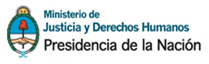 Ministerio de
Justicia y Derechos Humanos
Presidencia de la Nación